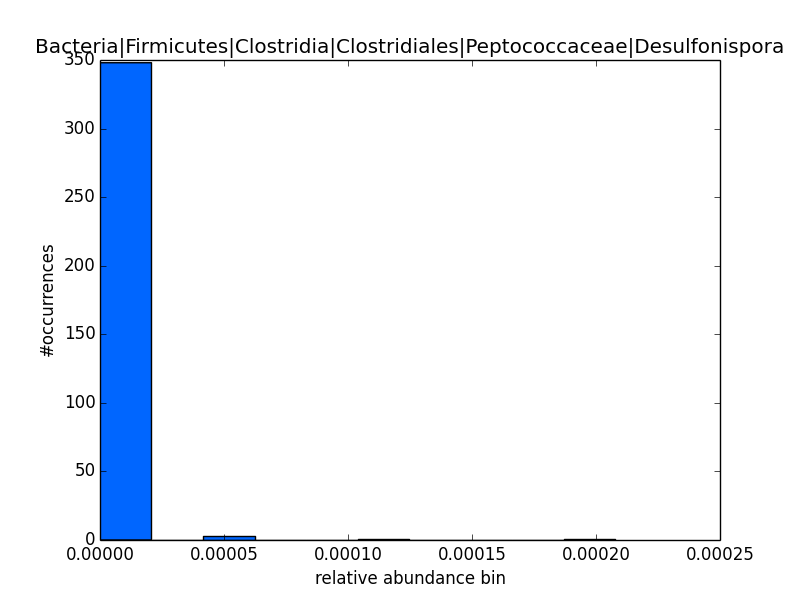 Bacteria|Firmicutes|Clostridia|Clostridiales|Peptococcaceae|Desulfonispora
350
300
250
200
150
100
50
0
#occurrences
0.00000 0.00005 0.00010 0.00015 0.00020 0.00025
relative abundance bin